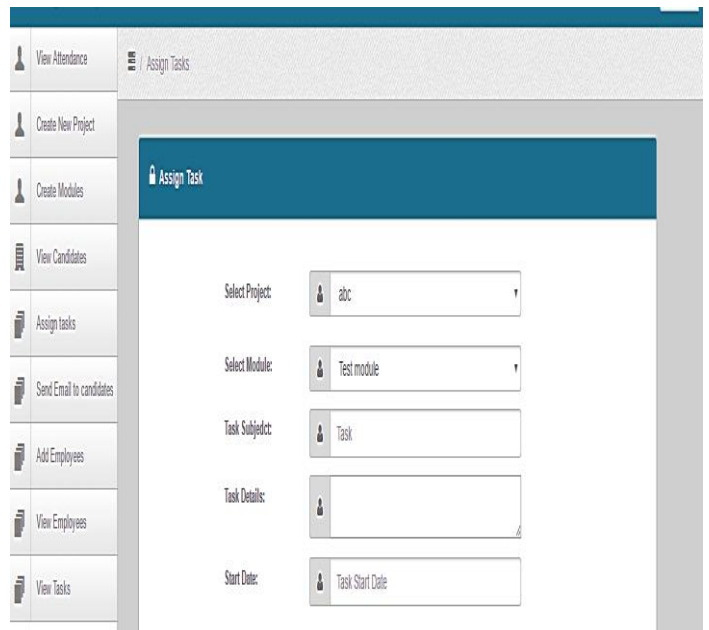 View Attendance
Create New Project
Create Modules
View Candidates
Assign tasks
Send Email to candidates
Add Employees
View Employees
View Tasks
/ Assign Tasks
Assign Task
Select Project:
abc
Select Module:
Test module
Task Subjedct:
Task
Task Details:
Start Date:
Task Start Date